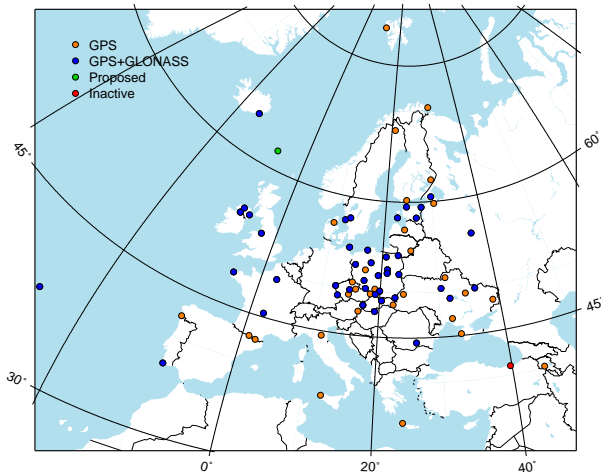 GPS
GPS+GLONASS
Proposed
Inactive
45˚
60˚
45˚
30˚
0˚
20˚
40˚